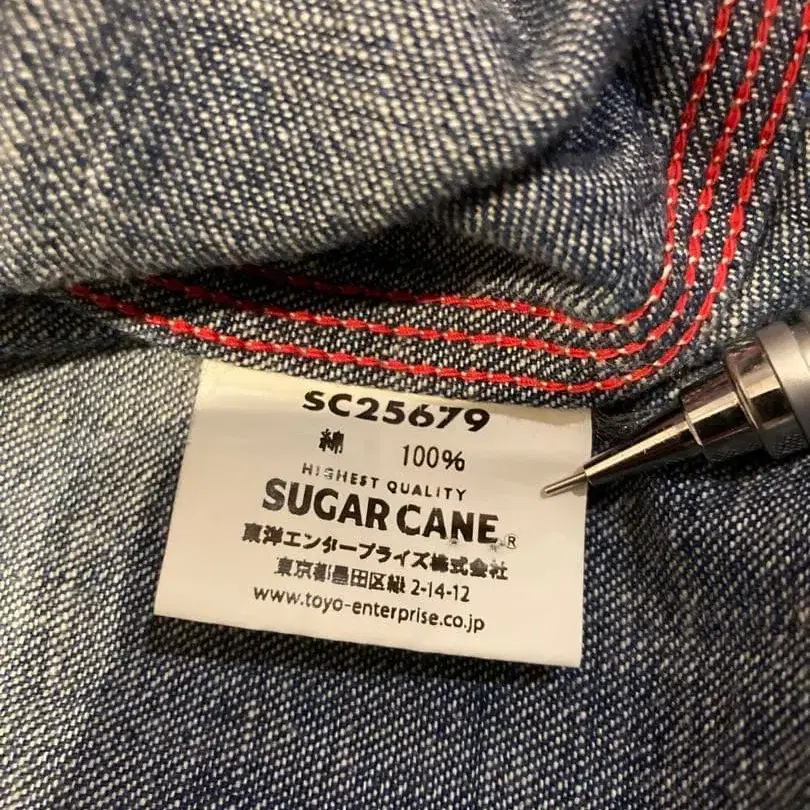 SC25679
綿 100%
HIGHEST QUALITY
SUGAR CANE®
東洋エンタープライズ株式会社
東京都墨田区緑 2-14-12
www.toyo-enterprise.co.jp